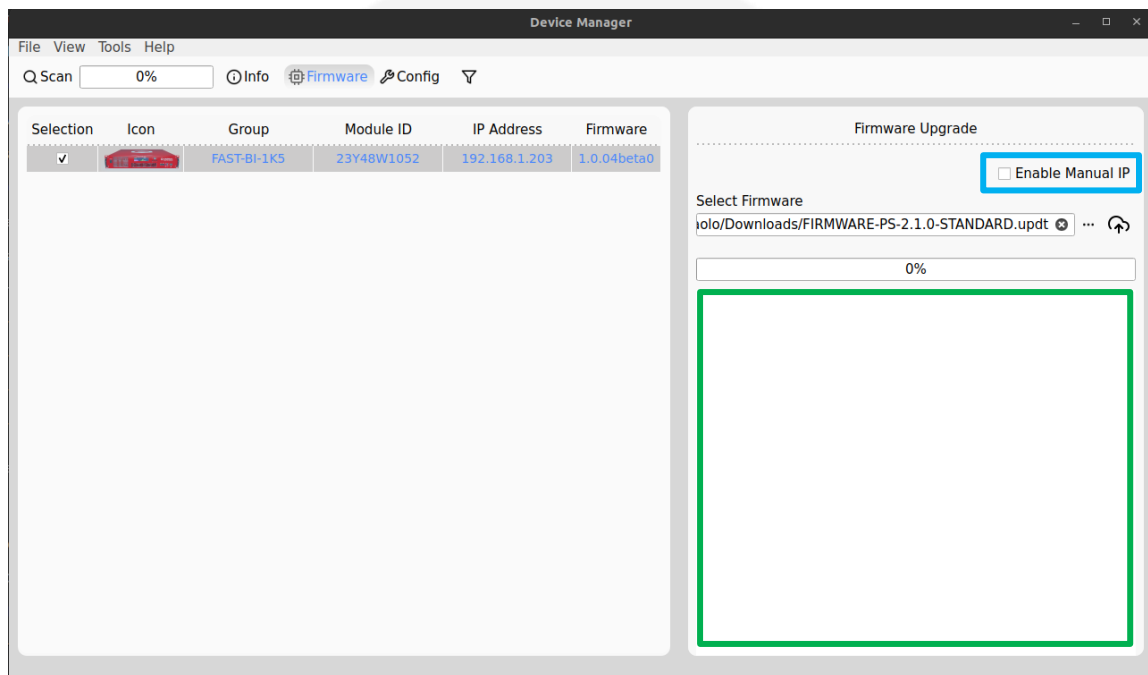 Device Manager
File View Tools Help
Scan 0% Info Firmware Config
Selection Icon Group Module ID IP Address Firmware
FAST-BI-1K5 23Y48W1052 192.168.1.203 1.0.04beta0
Firmware Upgrade
Enable Manual IP
Select Firmware
olo/Downloads/FIRMWARE-PS-2.1.0-STANDARD.updt ...
0%